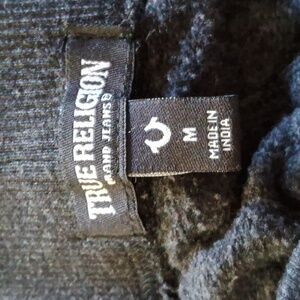 TRUE RELIGION
BRAND JEANS
M
MADE IN
INDIA